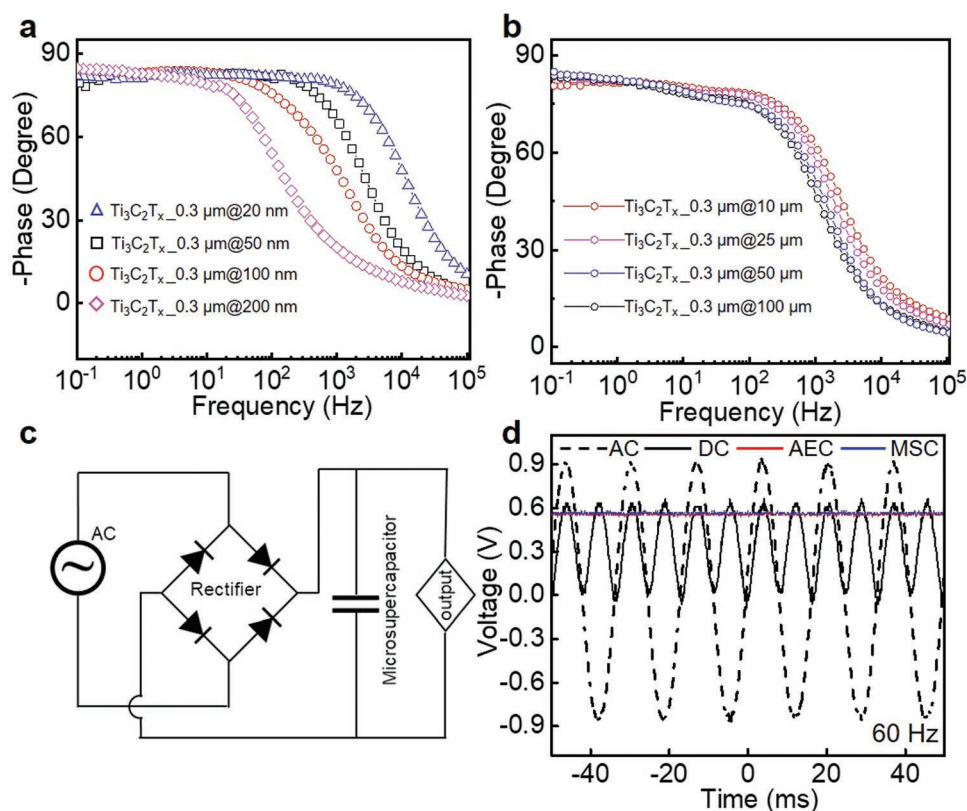 a
-Phase (Degree)
90
60
30
0
Ti₃C₂Tₓ_0.3 µm@20 nm
Ti₃C₂Tₓ_0.3 µm@50 nm
Ti₃C₂Tₓ_0.3 µm@100 nm
Ti₃C₂Tₓ_0.3 µm@200 nm
10⁻¹ 10⁰ 10¹ 10² 10³ 10⁴ 10⁵
Frequency (Hz)
b
-Phase (Degree)
90
60
30
0
Ti₃C₂Tₓ_0.3 µm@10 µm
Ti₃C₂Tₓ_0.3 µm@25 µm
Ti₃C₂Tₓ_0.3 µm@50 µm
Ti₃C₂Tₓ_0.3 µm@100 µm
10⁻¹ 10⁰ 10¹ 10² 10³ 10⁴ 10⁵
Frequency (Hz)
c
AC
Rectifier
Microsupercapacitor
output
d
AC DC AEC MSC
Voltage (V)
0.9
0.6
0.3
0.0
-0.3
-0.6
-0.9
60 Hz
-40 -20 0 20 40
Time (ms)